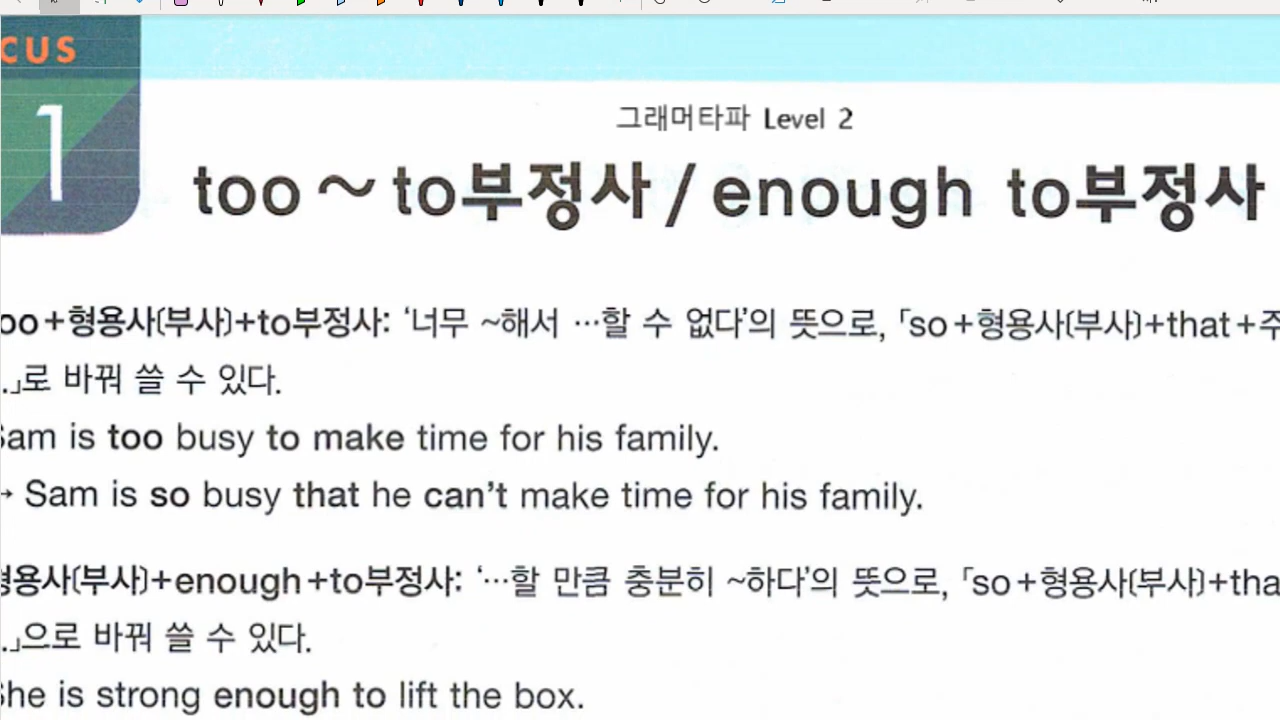 CUS
1
그래머타파 Level 2
too ~ to부정사 / enough to부정사
oo+형용사(부사)+to부정사: ‘너무 ~해서 …할 수 없다’의 뜻으로, 「so+형용사(부사)+that+주
.」로 바꿔 쓸 수 있다.
Sam is too busy to make time for his family.
→ Sam is so busy that he can’t make time for his family.
형용사(부사)+enough+to부정사: ‘…할 만큼 충분히 ~하다’의 뜻으로, 「so+형용사(부사)+tha
.」으로 바꿔 쓸 수 있다.
She is strong enough to lift the box.